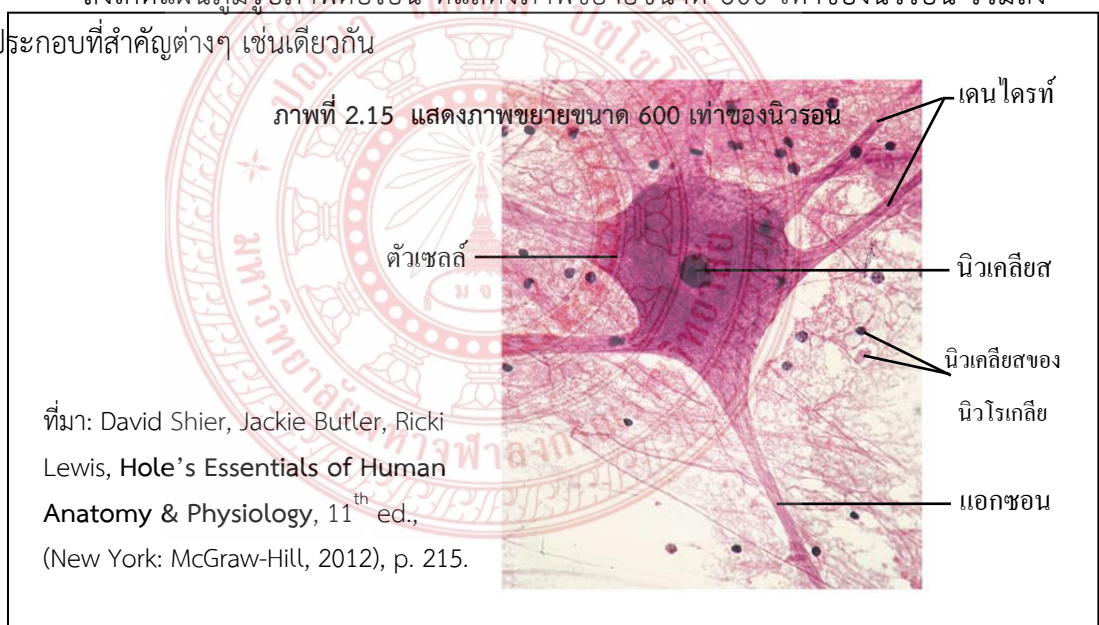 ประกอบที่สำคัญต่างๆ เช่นเดียวกัน
ภาพที่ 2.15 แสดงภาพขยายขนาด 600 เท่าของนิวรอน
เดนไดรท์
ตัวเซลล์
นิวเคลียส
นิวเคลียสของ
นิวโรเกลีย
แอกซอน
ที่มา: David Shier, Jackie Butler, Ricki
Lewis, Hole's Essentials of Human
Anatomy & Physiology, 11th ed.,
(New York: McGraw-Hill, 2012), p. 215.